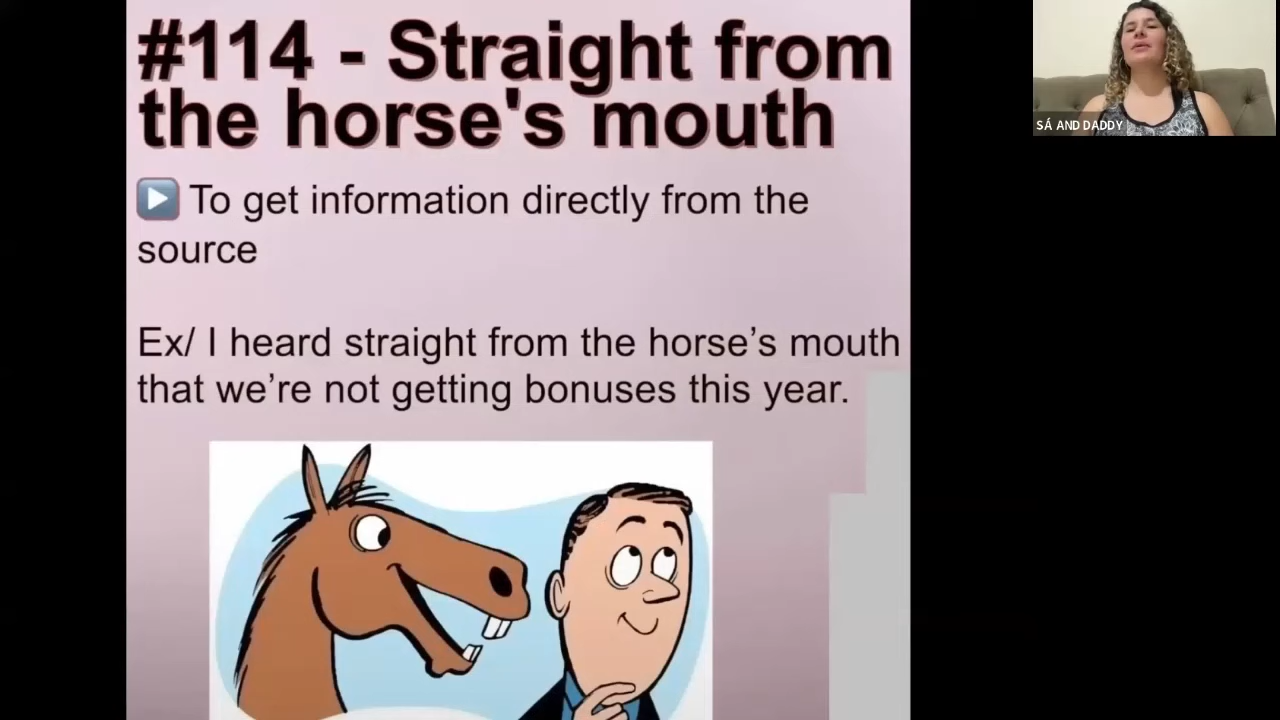 #114 - Straight from
the horse's mouth
To get information directly from the
source
Ex/ I heard straight from the horse’s mouth
that we’re not getting bonuses this year.
SÁ AND DADDY